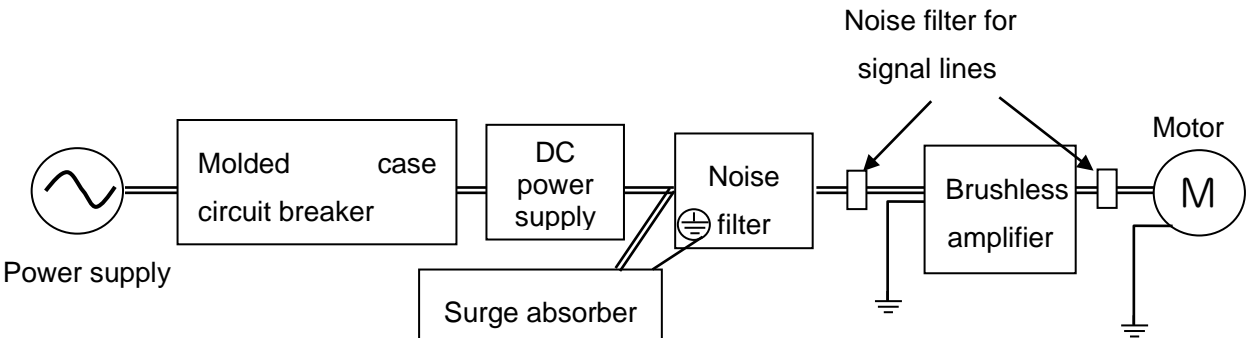 Noise filter for
signal lines
Motor
Molded case
circuit breaker
DC
power
supply
Noise
filter
Brushless
amplifier
M
Power supply
Surge absorber